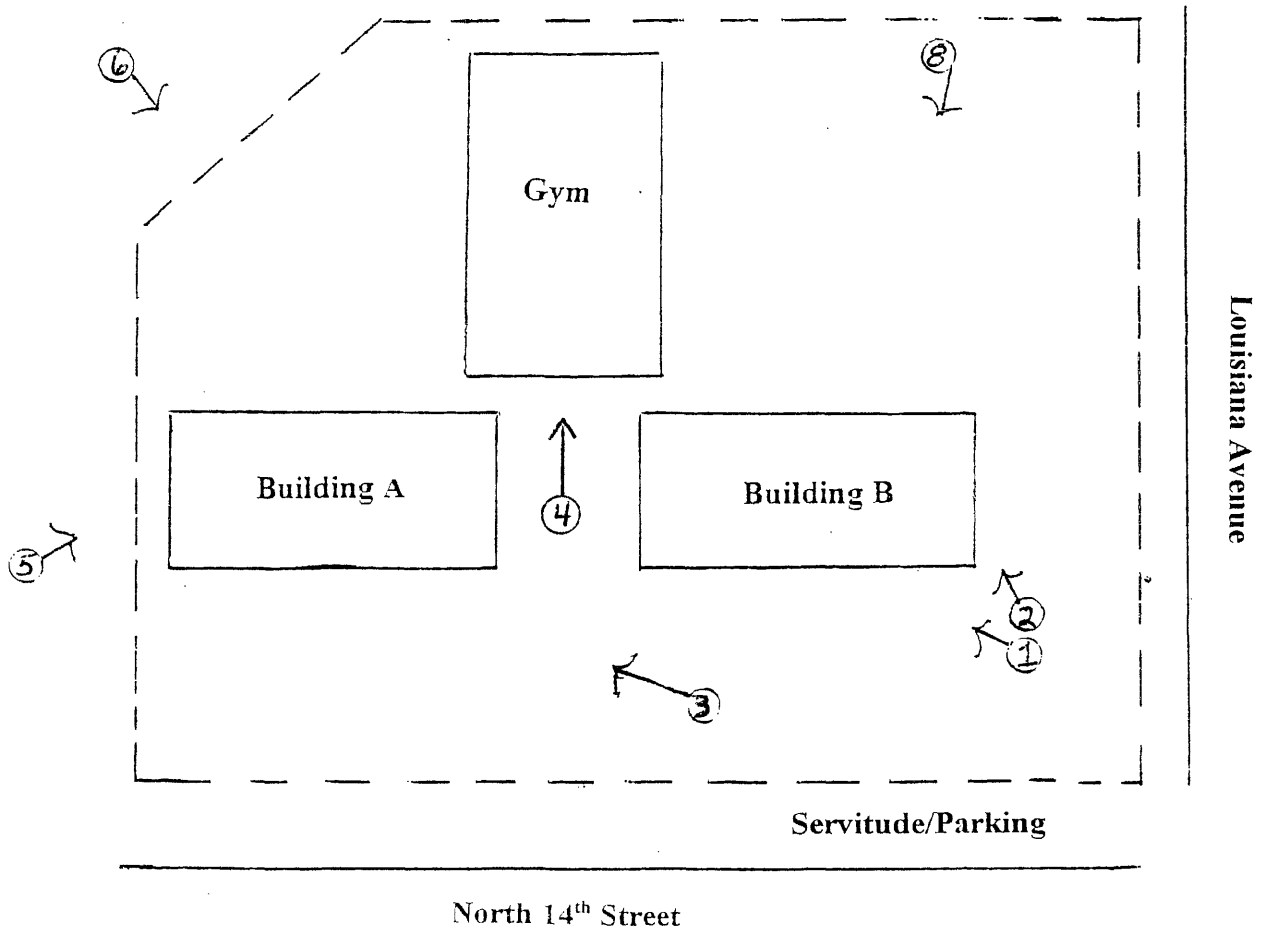 6
8
Gym
Louisiana Avenue
Building A
Building B
4
5
2
1
3
Servitude/Parking
North 14th Street